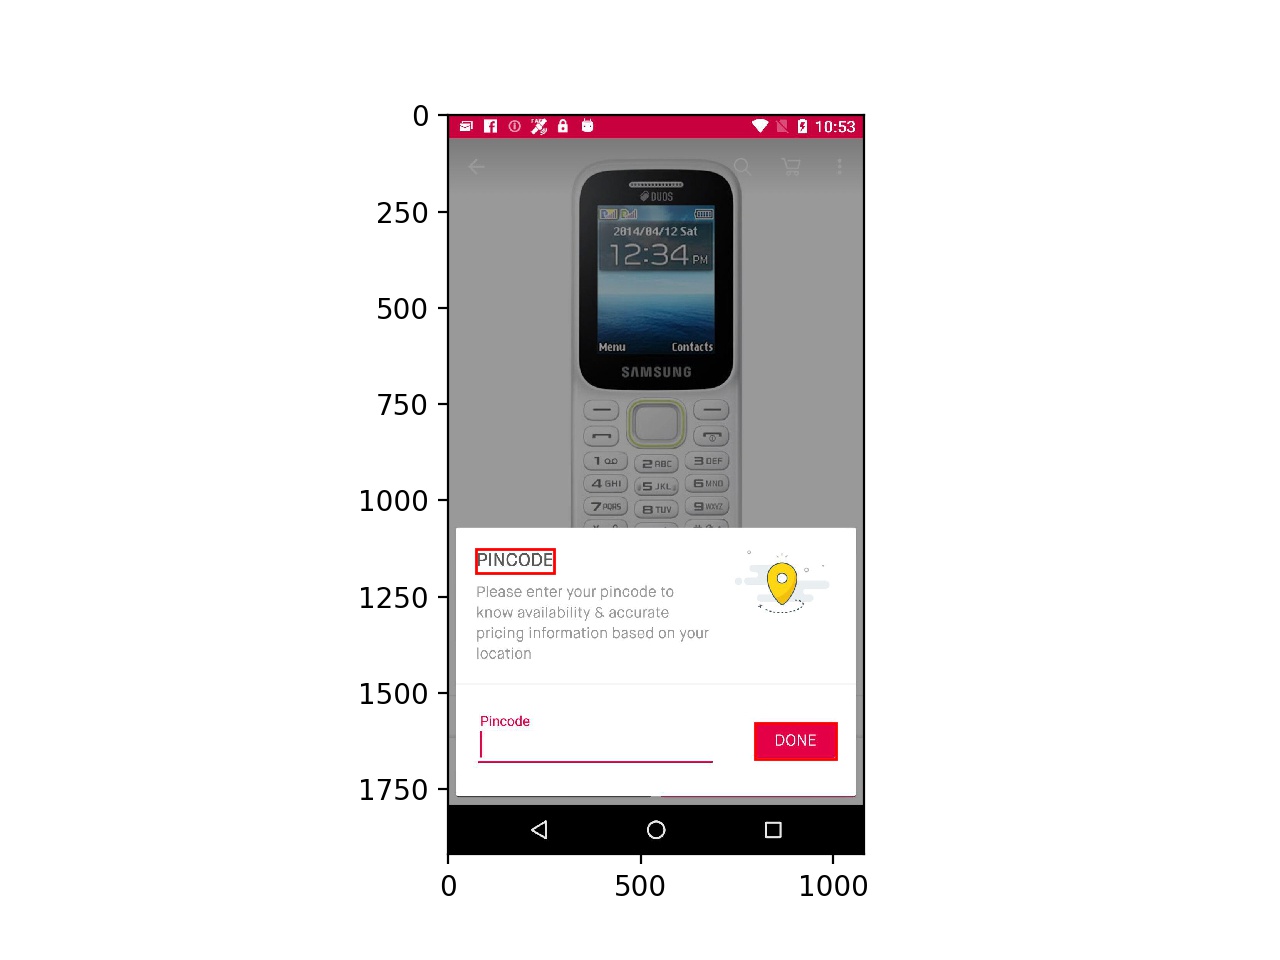 0
250
500
750
1000
1250
1500
1750
0 500 1000
10:53
DUOS
2014/04/12 Sat
12:34 PM
Menu Contacts
SAMSUNG
1 2 ABC 3 DEF
4 GHI 5 JKL 6 MNO
7 PQRS 8 TUV 9 WXYZ
PINCODE
Please enter your pincode to
know availability & accurate
pricing information based on your
location
Pincode
DONE